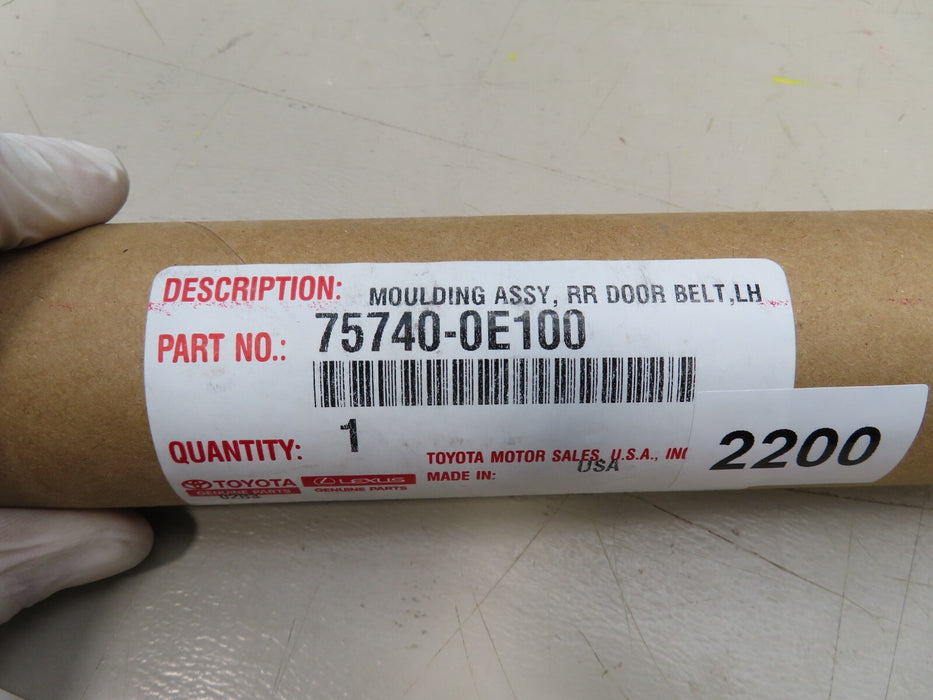 DESCRIPTION: MOULDING ASSY, RR DOOR BELT,LH
PART NO.: 75740-0E100
QUANTITY: 1
TOYOTA MOTOR SALES, U.S.A., INC
MADE IN: USA
2200
TOYOTA
GENUINE PARTS
LEXUS
GENUINE PARTS